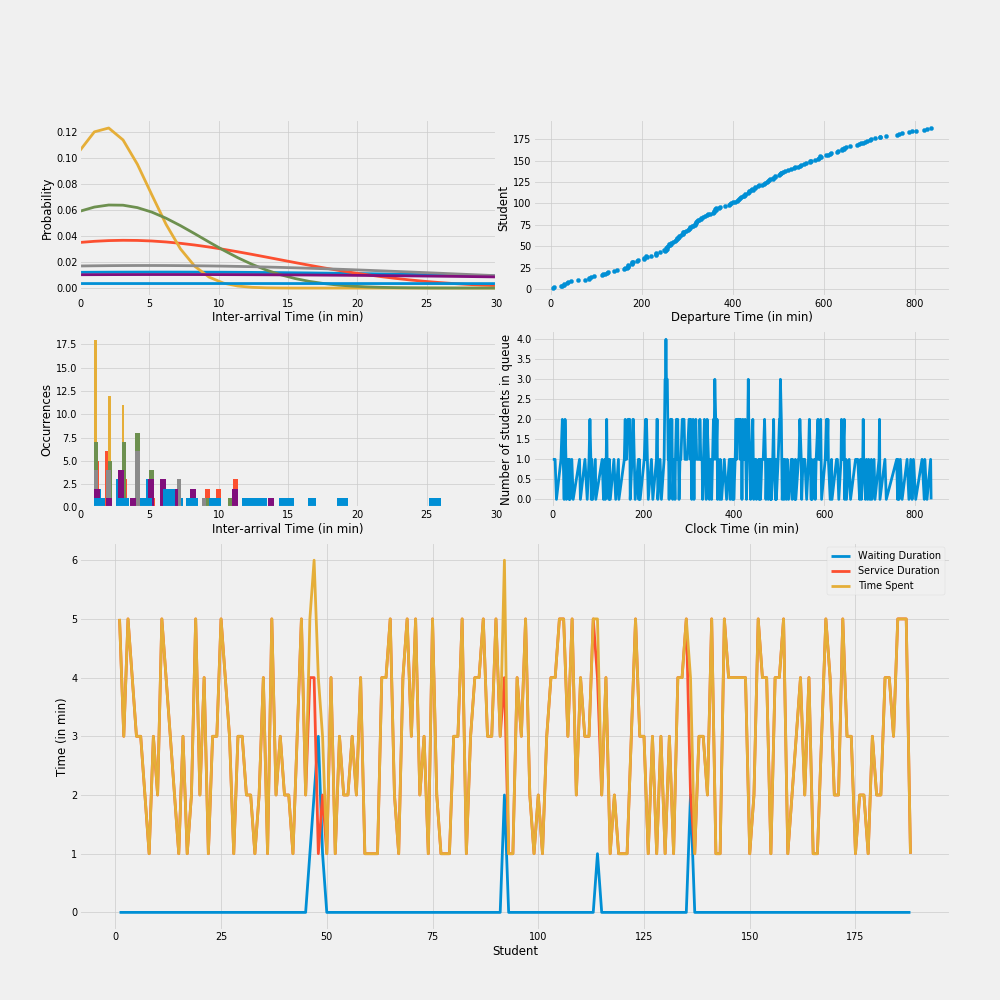 0.12
0.10
0.08
0.06
0.04
0.02
0.00
Probability
0 5 10 15 20 25 30
Inter-arrival Time (in min)
175
150
125
100
75
50
25
0
Student
0 200 400 600 800
Departure Time (in min)
17.5
15.0
12.5
10.0
7.5
5.0
2.5
0.0
Occurrences
0 5 10 15 20 25 30
Inter-arrival Time (in min)
4.0
3.5
3.0
2.5
2.0
1.5
1.0
0.5
0.0
Number of students in queue
0 200 400 600 800
Clock Time (in min)
Waiting Duration
Service Duration
Time Spent
6
5
4
3
2
1
0
Time (in min)
0 25 50 75 100 125 150 175
Student